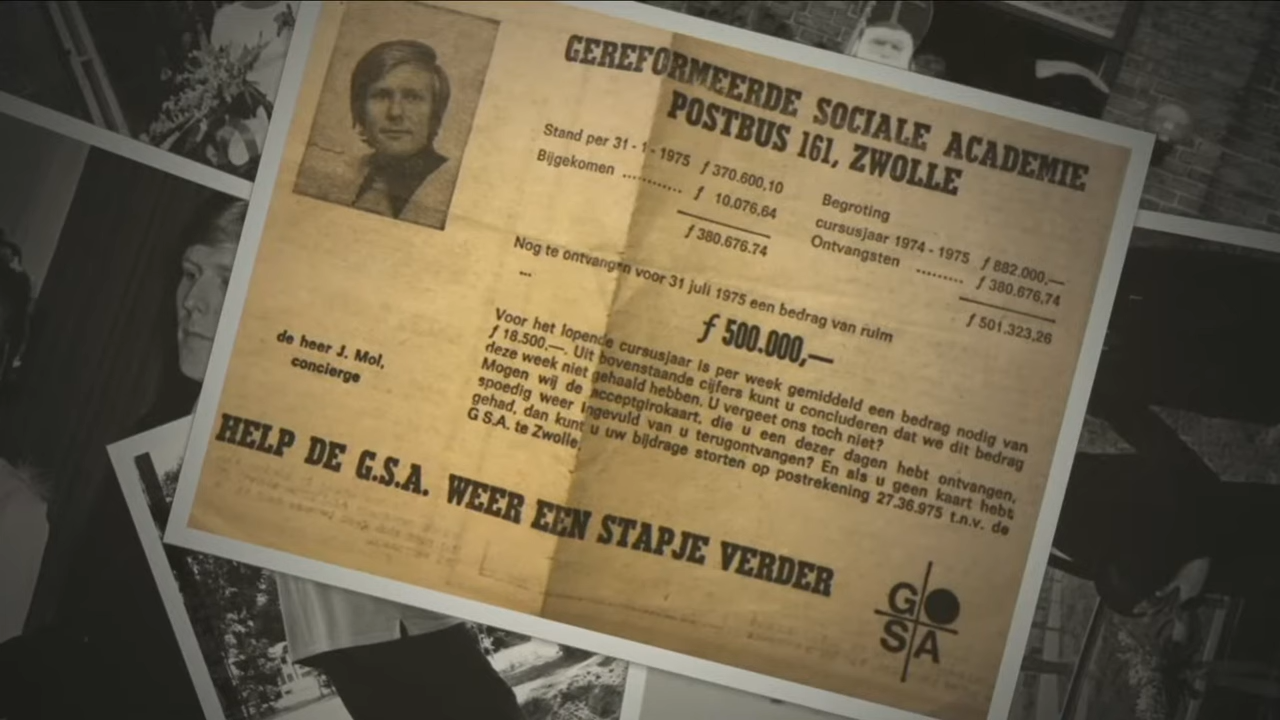 GEREFORMEERDE SOCIALE ACADEMIE
POSTBUS 161, ZWOLLE
Stand per 31 - 1 - 1975 ƒ 370.600,10
Bijgekomen ............ ƒ 10.076,64
ƒ 380.676.74
Begroting
cursusjaar 1974 - 1975 ƒ 882.000,—
Ontvangsten ......... ƒ 380.676,74
ƒ 501.323,26
Nog te ontvangen voor 31 juli 1975 een bedrag van ruim
...
ƒ 500.000,—
Voor het lopende cursusjaar is per week gemiddeld een bedrag nodig van
ƒ 18.500.—. Uit bovenstaande cijfers kunt u concluderen dat we dit bedrag
deze week niet gehaald hebben. U vergeet ons toch niet?
Mogen wij de acceptgirokaart, die u een dezer dagen hebt ontvangen,
spoedig weer ingevuld van u terugontvangen? En als u geen kaart hebt
gehad, dan kunt u uw bijdrage storten op postrekening 27.36.975 t.n.v. de
G S.A. te Zwolle.
de heer J. Mol,
concierge
HELP DE G.S.A. WEER EEN STAPJE VERDER
G
S A